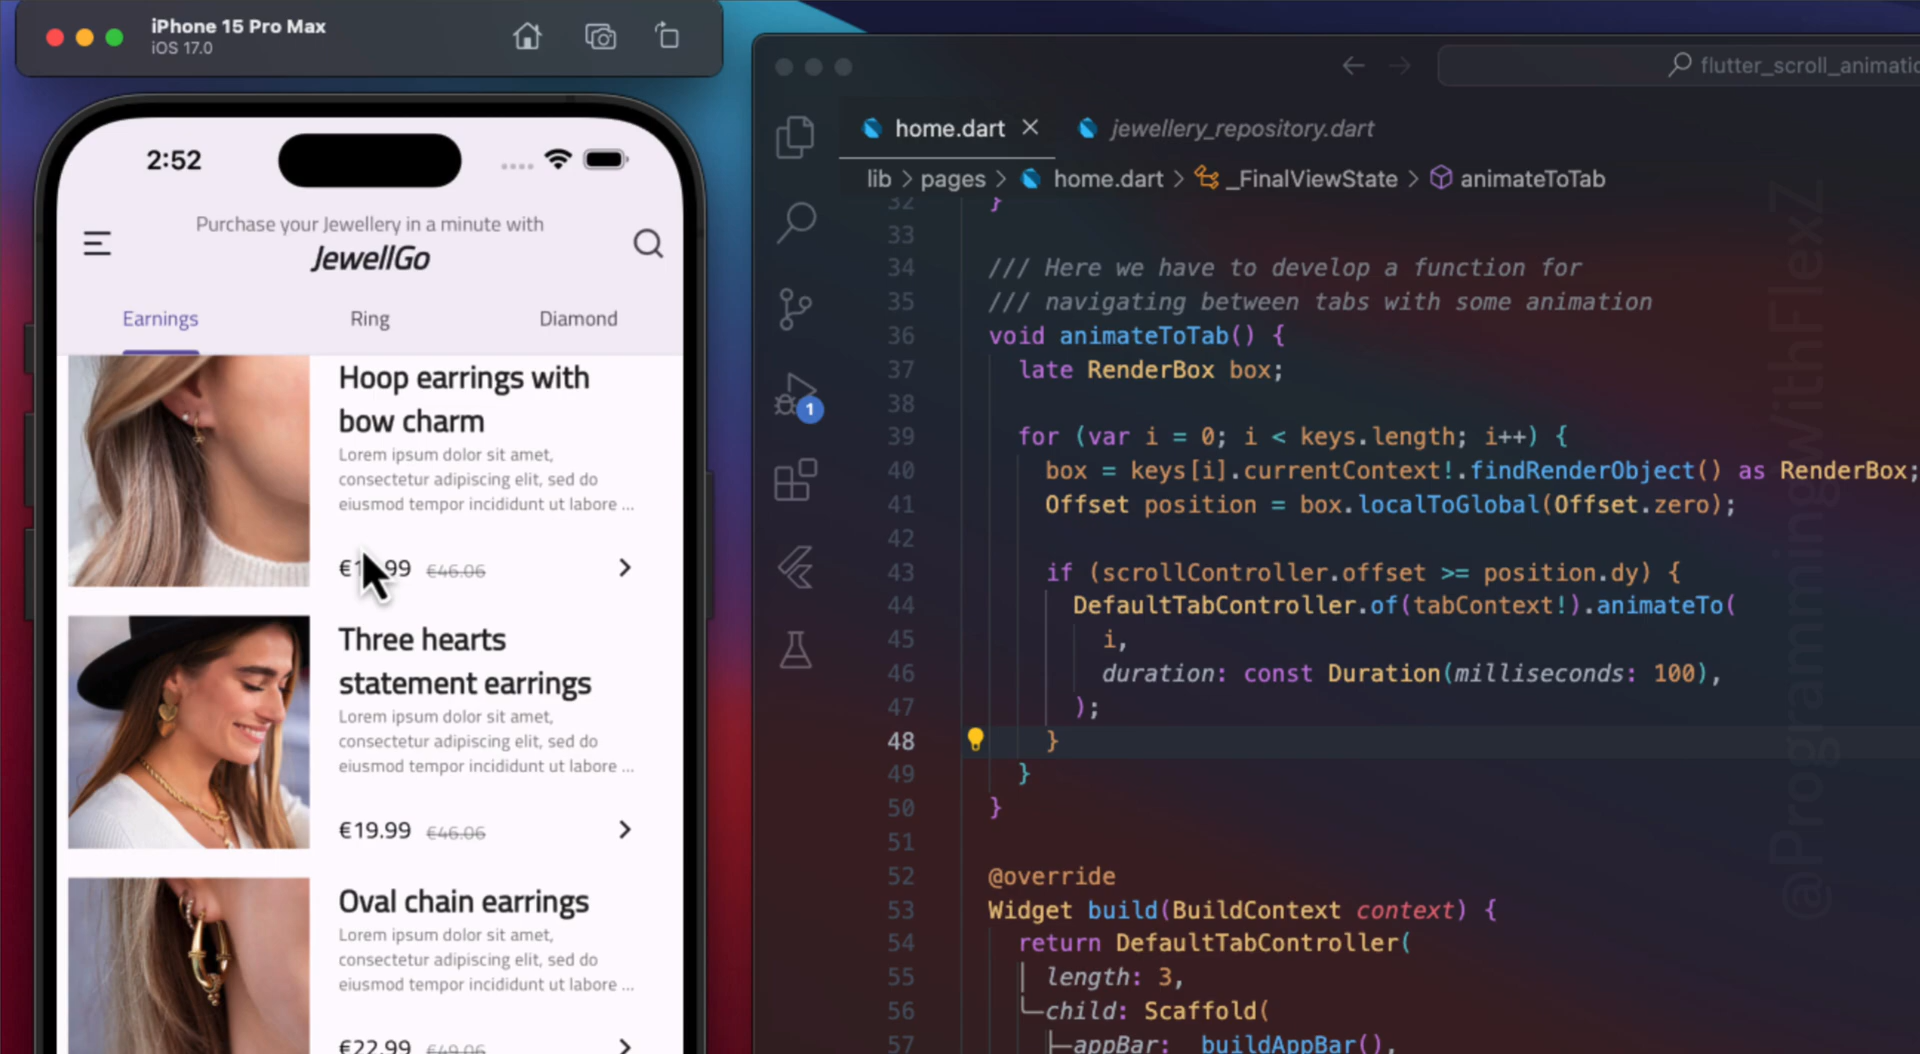 iPhone 15 Pro Max
iOS 17.0
2:52
Purchase your Jewellery in a minute with
JewellGo
Earnings
Ring
Diamond
Hoop earrings with
bow charm
Lorem ipsum dolor sit amet,
consectetur adipiscing elit, sed do
eiusmod tempor incididunt ut labore ...
€46.06
Three hearts
statement earrings
Lorem ipsum dolor sit amet,
consectetur adipiscing elit, sed do
eiusmod tempor incididunt ut labore ...
€19.99 €46.06
Oval chain earrings
Lorem ipsum dolor sit amet,
consectetur adipiscing elit, sed do
eiusmod tempor incididunt ut labore ...
€22.99 €49.06
flutter_scroll_animatio
home.dart
jewellery_repository.dart
lib > pages > home.dart > _FinalViewState > animateToTab
1
32 }
33
34 /// Here we have to develop a function for
35 /// navigating between tabs with some animation
36 void animateToTab() {
37 late RenderBox box;
38
39 for (var i = 0; i < keys.length; i++) {
40 box = keys[i].currentContext!.findRenderObject() as RenderBox;
41 Offset position = box.localToGlobal(Offset.zero);
42
43 if (scrollController.offset >= position.dy) {
44 DefaultTabController.of(tabContext!).animateTo(
45 i,
46 duration: const Duration(milliseconds: 100),
47 );
48 }
49 }
50 }
51
52 @override
53 Widget build(BuildContext context) {
54 return DefaultTabController(
55 length: 3,
56 child: Scaffold(
57 appBar: _buildAppBar(),
@ProgrammingWithFlexZ